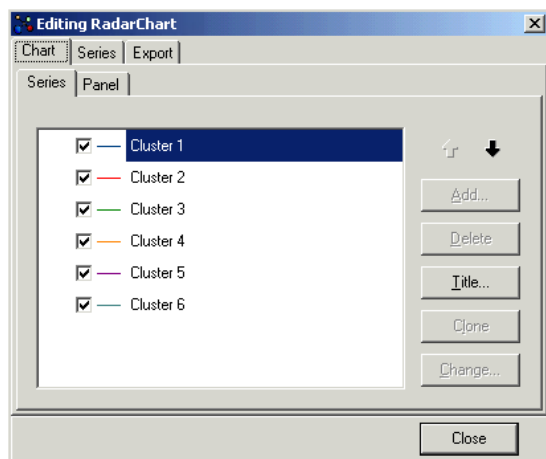 Editing RadarChart
Chart Series Export
Series Panel
Cluster 1
Cluster 2
Cluster 3
Cluster 4
Cluster 5
Cluster 6
Add...
Delete
Title...
Clone
Change...
Close